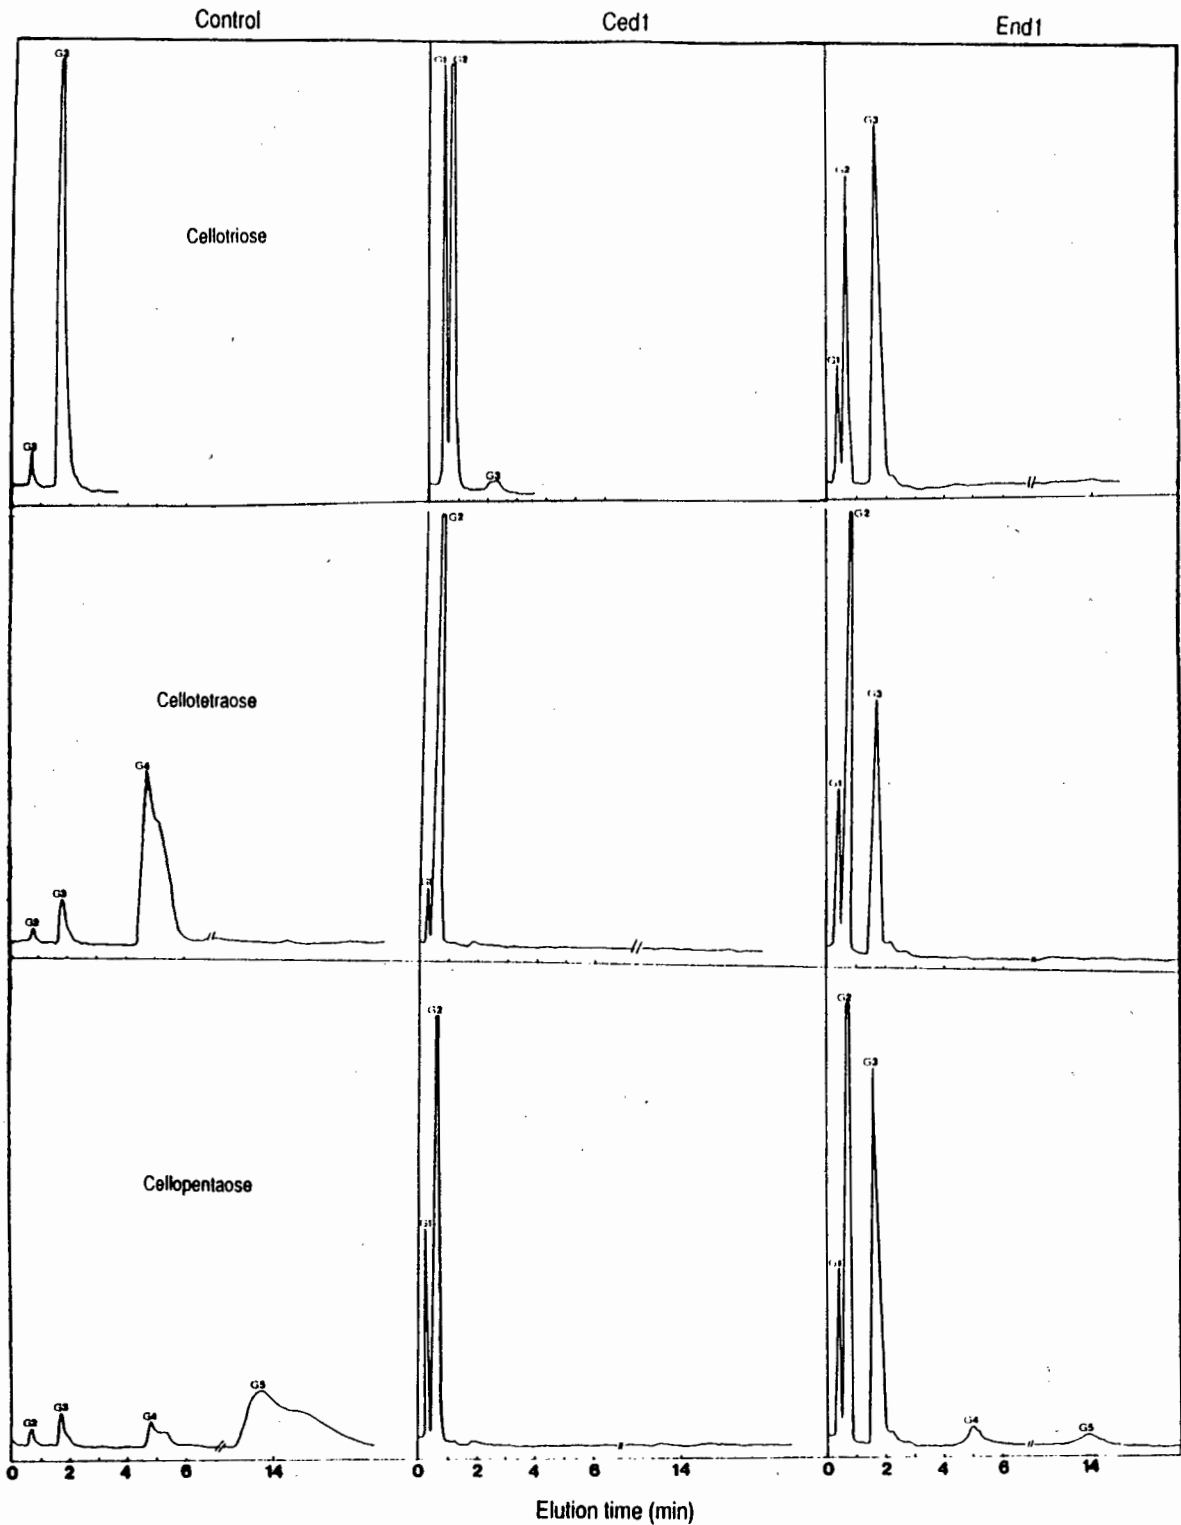 Control Ced1 End1
G3
G1 G2
G3
G2
Cellotriose
G1
G3
G2
G2
G2
Cellotetraose
G3
G4
G1
G3
G2
G2
G2
G3
Cellopentaose
G1
G1
G5
G2 G3 G4
G4 G5
0 2 4 6 14 0 2 4 6 14 0 2 4 6 14
Elution time (min)